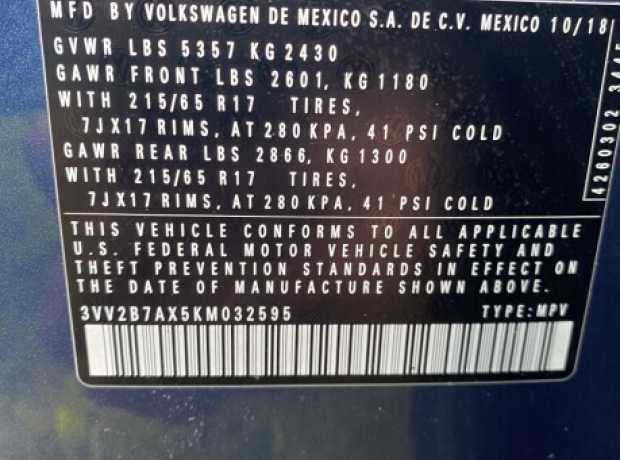 MFD BY VOLKSWAGEN DE MEXICO S.A. DE C.V. MEXICO 10/18
GVWR LBS 5357 KG 2430
GAWR FRONT LBS 2601, KG 1180
WITH 215/65 R17 TIRES,
7JX17 RIMS, AT 280 KPA, 41 PSI COLD
GAWR REAR LBS 2866, KG 1300
WITH 215/65 R17 TIRES,
7JX17 RIMS, AT 280 KPA, 41 PSI COLD
THIS VEHICLE CONFORMS TO ALL APPLICABLE
U.S. FEDERAL MOTOR VEHICLE SAFETY AND
THEFT PREVENTION STANDARDS IN EFFECT ON
THE DATE OF MANUFACTURE SHOWN ABOVE.
3VV2B7AX5KM032595 TYPE:MPV
4260302